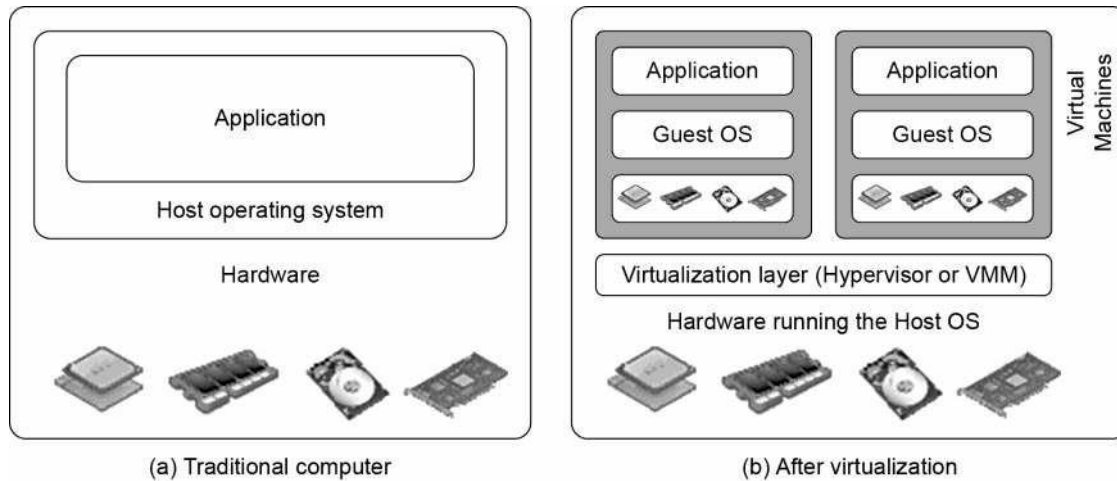 Application
Host operating system
Hardware
(a) Traditional computer
Application
Guest OS
Application
Guest OS
Virtual
Machines
Virtualization layer (Hypervisor or VMM)
Hardware running the Host OS
(b) After virtualization